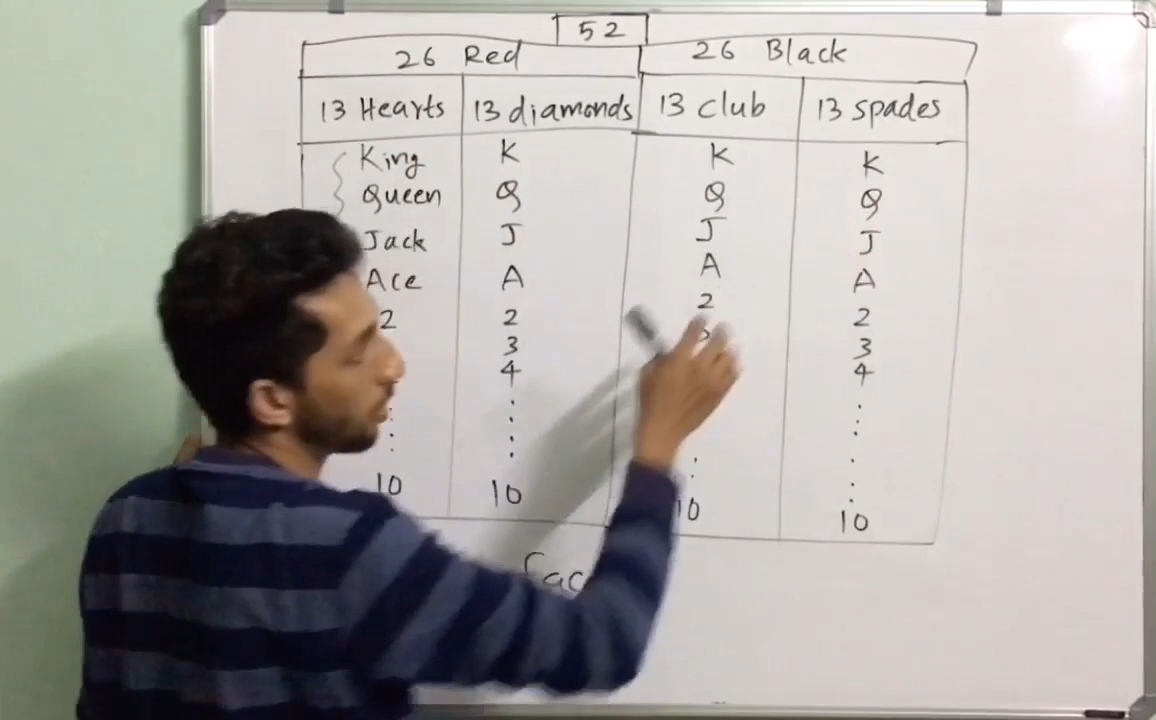 52
26 Red 26 Black
13 Hearts 13 diamonds 13 club 13 spades
King K K K
Queen Q Q Q
Jack J J J
Ace A A A
2 2 2 2
3 3
4 4
10 10 10 10